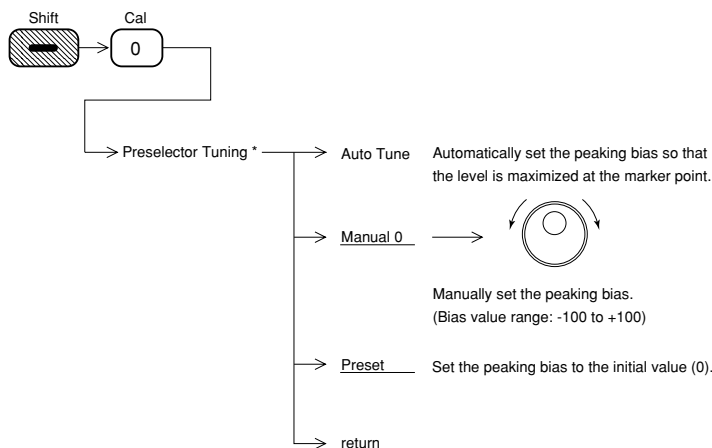 Shift Cal
0
Preselector Tuning *
Auto Tune Automatically set the peaking bias so that
the level is maximized at the marker point.
Manual 0
Manually set the peaking bias.
(Bias value range: -100 to +100)
Preset Set the peaking bias to the initial value (0).
return